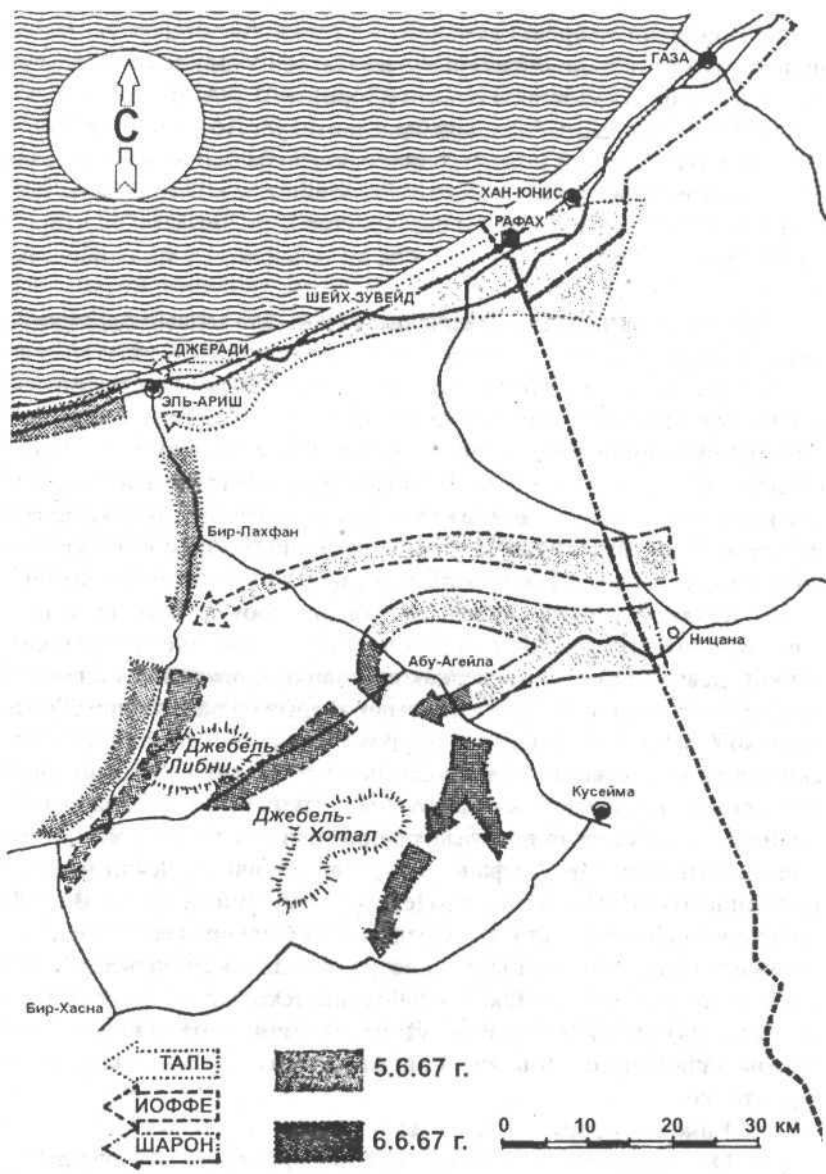 С
ГАЗА
ХАН-ЮНИС
РАФАХ
ШЕЙХ-ЗУВЕЙД
ДЖЕРАДИ
ЭЛЬ-АРИШ
Бир-Лахфан
Ницана
Абу-Агейла
Джебель
Либни
Кусейма
Джебель-
Хотал
Бир-Хасна
ТАЛЬ
5.6.67 г.
ИОФФЕ
6.6.67 г.
ШАРОН
0 10 20 30 км